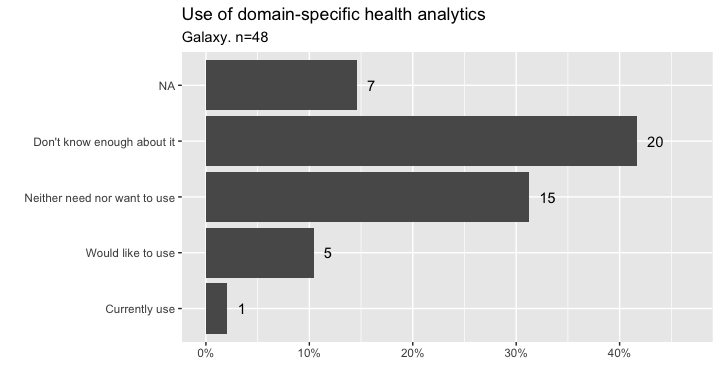 Use of domain-specific health analytics
Galaxy. n=48
NA
7
Don't know enough about it
20
Neither need nor want to use
15
Would like to use
5
Currently use
1
0%
10%
20%
30%
40%